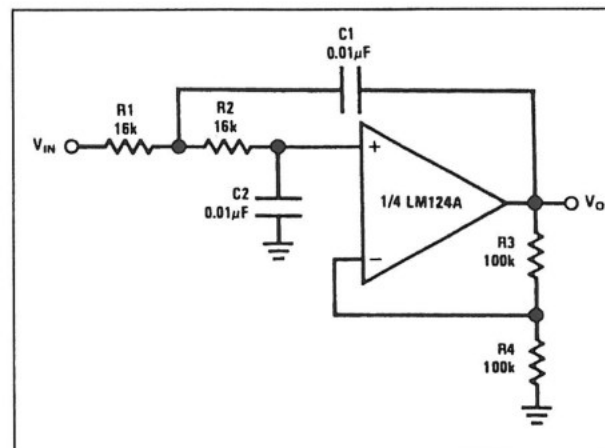 C1
0.01μF
R1
16k
R2
16k
VIN
+
C2
0.01μF
1/4 LM124A
VO
−
R3
100k
R4
100k